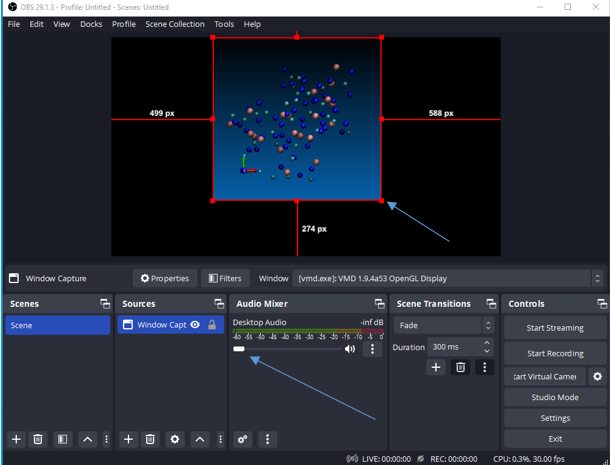 OBS 29.1.3 - Profile: Untitled - Scenes: Untitled
File Edit View Docks Profile Scene Collection Tools Help
499 px
588 px
274 px
Window Capture Properties Filters Window [vmd.exe]: VMD 1.9.4a53 OpenGL Display
Scenes Sources Audio Mixer Scene Transitions Controls
Scene
Window Capt
Desktop Audio -inf dB
-60 -55 -50 -45 -40 -35 -30 -25 -20 -15 -10 -5 0
Fade
Duration 300 ms
Start Streaming
Start Recording
tart Virtual Camer
Studio Mode
Settings
Exit
LIVE: 00:00:00 REC: 00:00:00 CPU: 0.3%, 30.00 fps